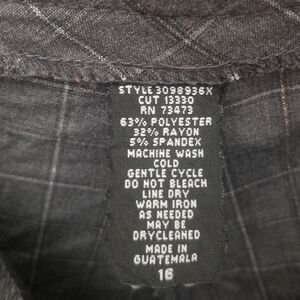 STYLE 3098936X
CUT 13330
RN 73473
63% POLYESTER
32% RAYON
5% SPANDEX
MACHINE WASH
COLD
GENTLE CYCLE
DO NOT BLEACH
LINE DRY
WARM IRON
AS NEEDED
MAY BE
DRYCLEANED
MADE IN
GUATEMALA
16